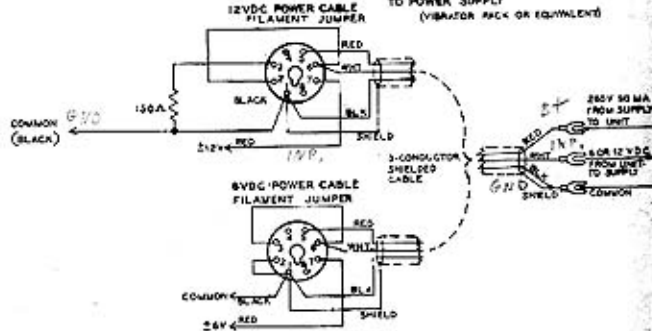 12VDC POWER CABLE
FILAMENT JUMPER
TO POWER SUPPLY
(VIBRATOR PACK OR EQUIVALENT)
RED
WHT
BLACK
BLK
SHIELD
150Ω
COMMON
(BLACK)
GND
RED
±12V
INP.
3-CONDUCTOR
SHIELDED
CABLE
B+
RED
WHT
BLK
SHIELD
GND
INP.
260V 50 MA
FROM SUPPLY
TO UNIT
6 OR 12 VDC
FROM UNIT
TO SUPPLY
COMMON
6VDC POWER CABLE
FILAMENT JUMPER
RED
WHT
BLK
SHIELD
COMMON
BLACK
±6V
RED